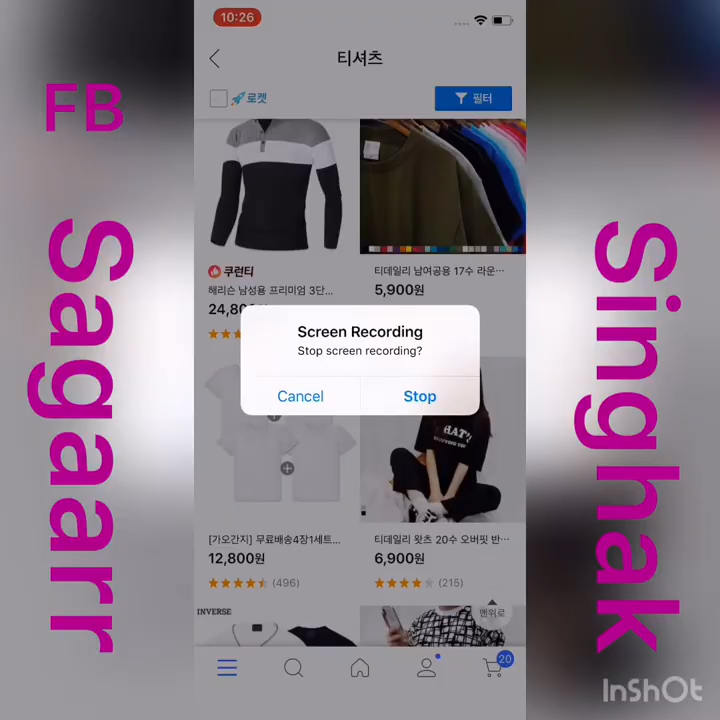 10:26
티셔츠
로켓
필터
FB
Sagaarr
Singhak
쿠런티
해리슨 남성용 프리미엄 3단...
24,80
티데일리 남여공용 17수 라운...
5,900원
Screen Recording
Stop screen recording?
Cancel
Stop
HAT?
[가오간지] 무료배송4장1세트...
12,800원
(496)
티데일리 왓츠 20수 오버핏 반...
6,900원
(215)
맨위로
INVERSE
20
InShOt